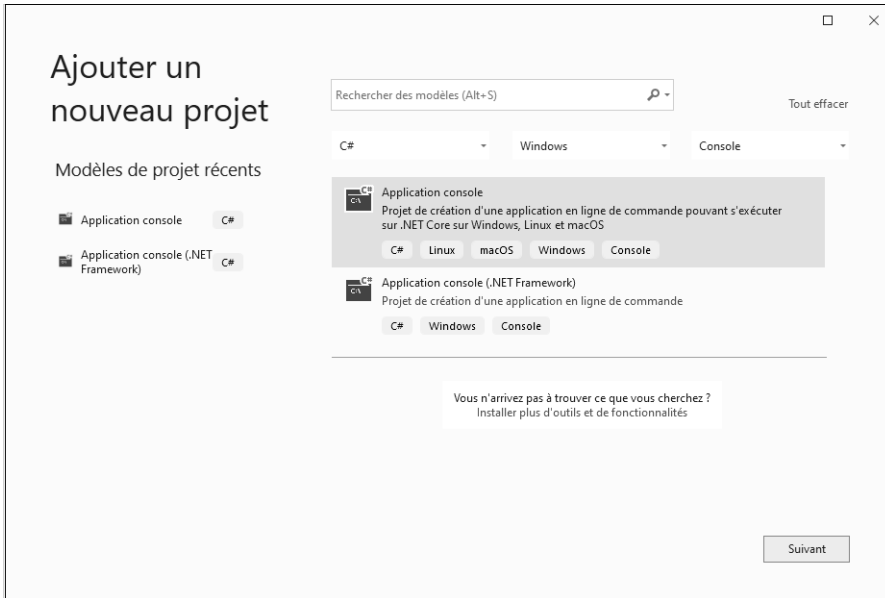 Ajouter un
nouveau projet
Modèles de projet récents
Application console C#
Application console (.NET
Framework) C#
Rechercher des modèles (Alt+S)
Tout effacer
C# Windows Console
C#
C:\
Application console
Projet de création d'une application en ligne de commande pouvant s'exécuter
sur .NET Core sur Windows, Linux et macOS
C# Linux macOS Windows Console
C#
C:\
Application console (.NET Framework)
Projet de création d'une application en ligne de commande
C# Windows Console
Vous n'arrivez pas à trouver ce que vous cherchez ?
Installer plus d'outils et de fonctionnalités
Suivant